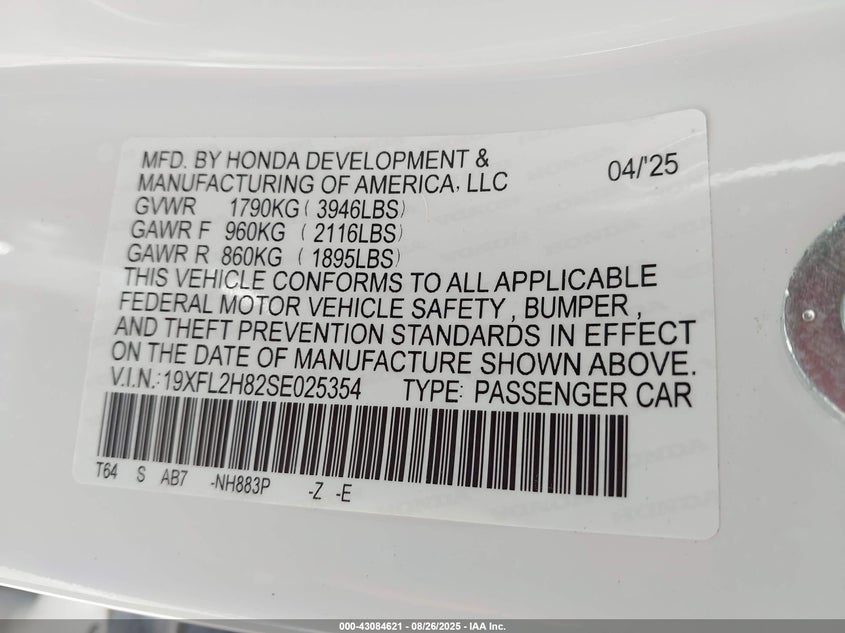 MFD. BY HONDA DEVELOPMENT &
MANUFACTURING OF AMERICA, LLC 04/'25
GVWR 1790KG ( 3946LBS)
GAWR F 960KG ( 2116LBS)
GAWR R 860KG ( 1895LBS)
THIS VEHICLE CONFORMS TO ALL APPLICABLE
FEDERAL MOTOR VEHICLE SAFETY , BUMPER ,
AND THEFT PREVENTION STANDARDS IN EFFECT
ON THE DATE OF MANUFACTURE SHOWN ABOVE.
V.I.N.: 19XFL2H82SE025354 TYPE: PASSENGER CAR
T64 S AB7 -NH883P -Z -E
000-43084621 | 08/26/2025 - IAA Inc.